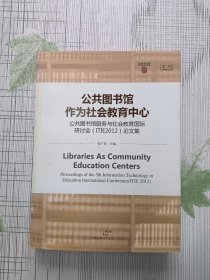 公共图书馆
作为社会教育中心
公共图书馆服务与社会教育国际
研讨会（ITIE2012）论文集
主编
Libraries As Community
Education Centers
Proceedings of the 5th Information Technology in
Education International Conference(ITIE 2012)